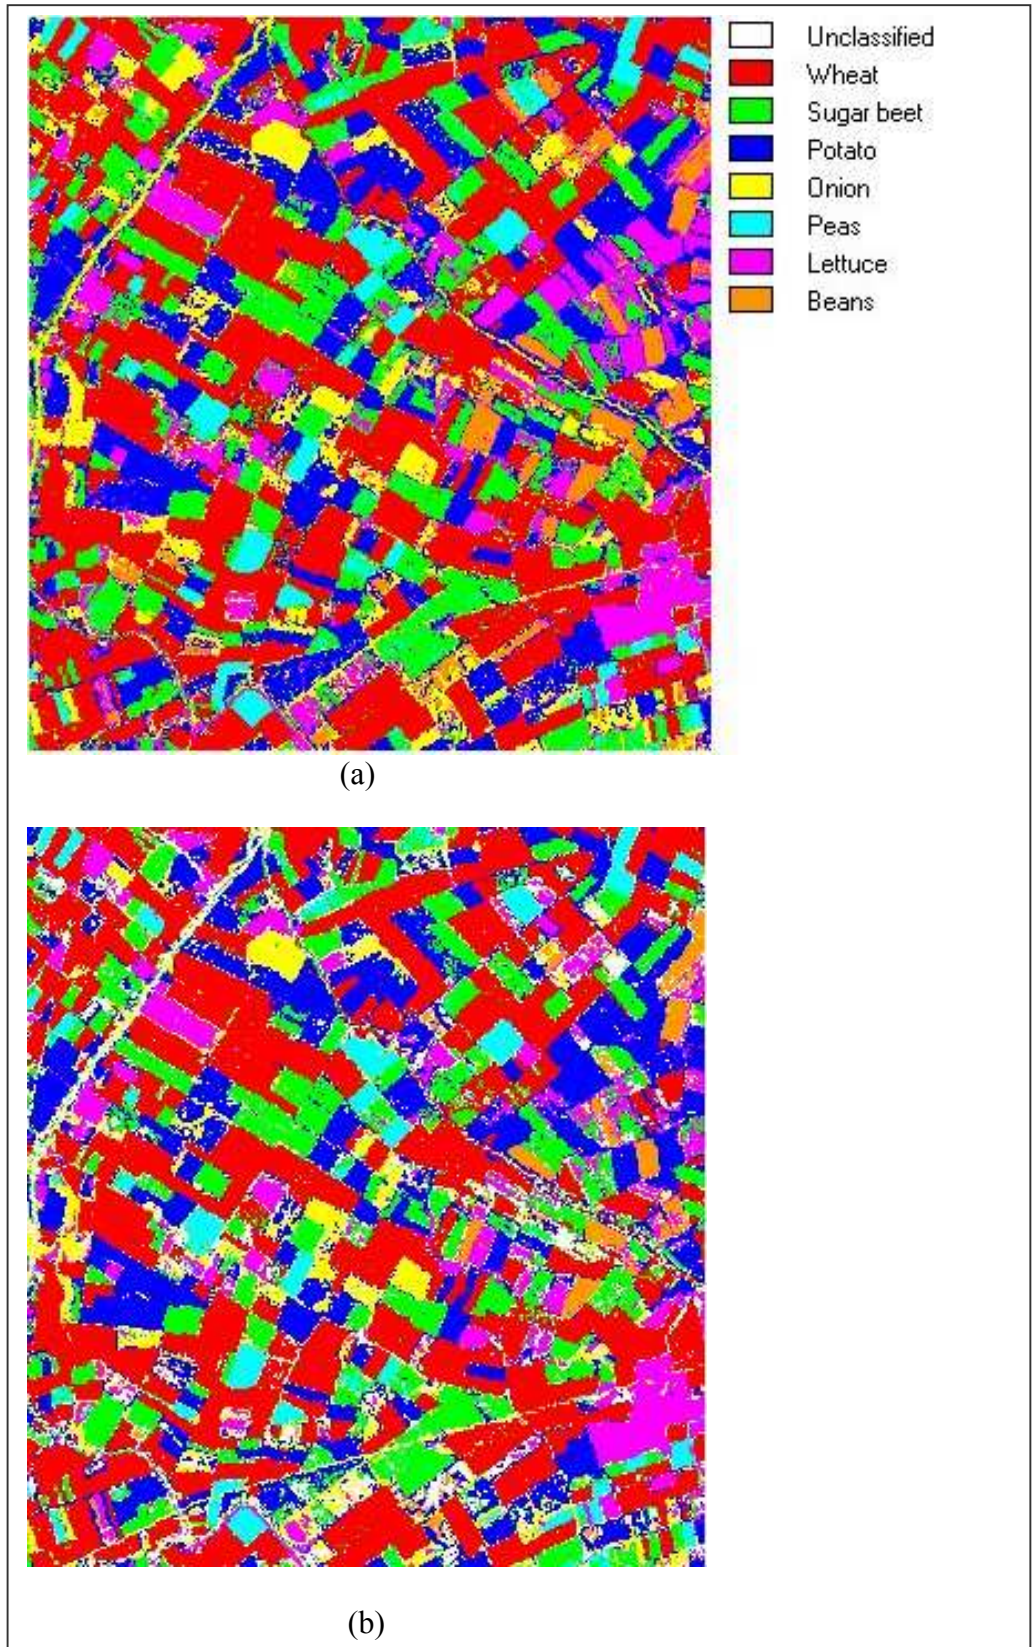 Unclassified
Wheat
Sugar beet
Potato
Onion
Peas
Lettuce
Beans
(a)
(b)